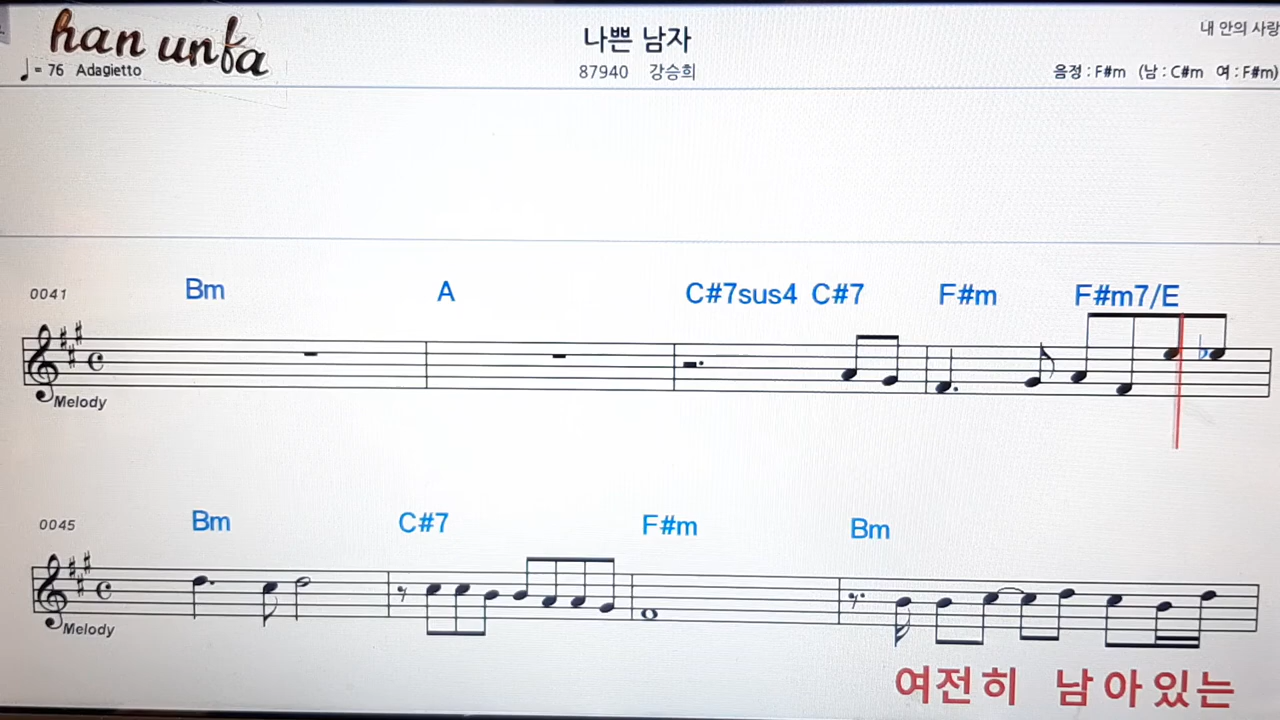 han unfa
나쁜 남자
내 안의 사랑
♩= 76 Adagietto
87940 강승희
음정 : F#m (남 : C#m 여 : F#m)
0041 Bm A C#7sus4 C#7 F#m F#m7/E
Melody
0045 Bm C#7 F#m Bm
Melody
여전히 남아있는